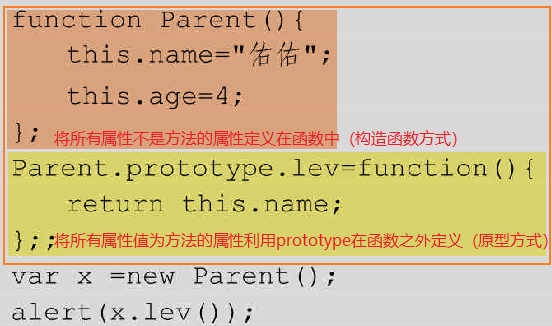 function Parent(){
this.name="佑佑";
this.age=4;
}; 将所有属性不是方法的属性定义在函数中（构造函数方式）
Parent.prototype.lev=function(){
return this.name;
};;将所有属性值为方法的属性利用prototype在函数之外定义（原型方式）
var x =new Parent();
alert(x.lev());